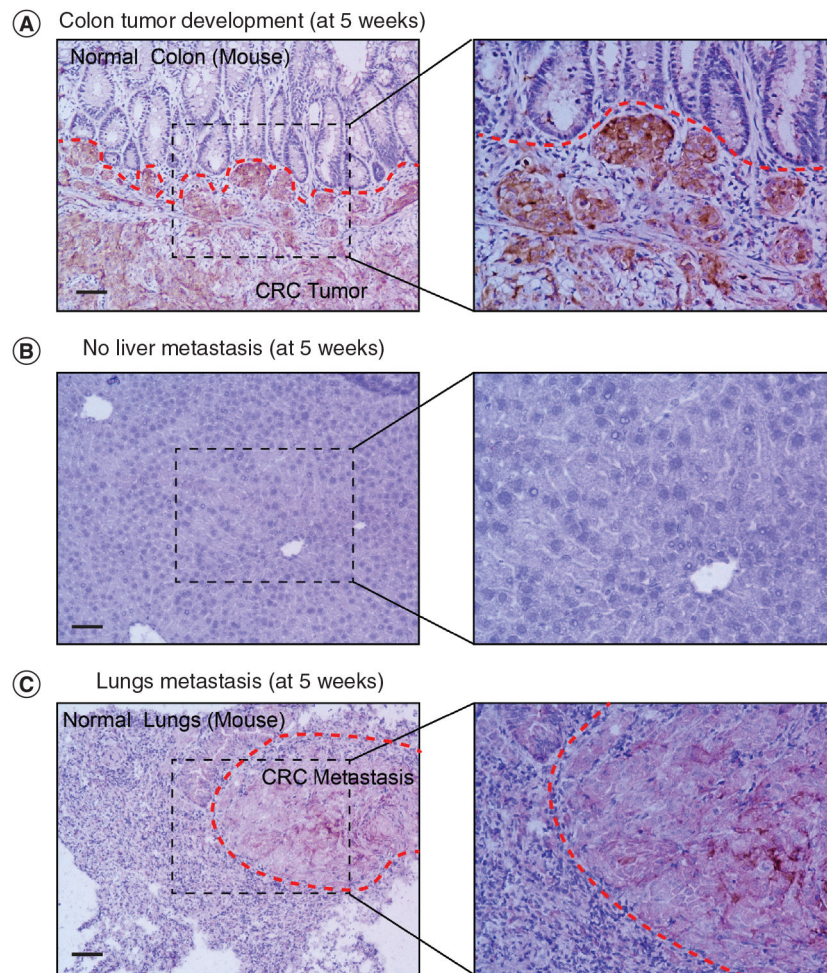 A Colon tumor development (at 5 weeks)
Normal Colon (Mouse)
CRC Tumor
B No liver metastasis (at 5 weeks)
C Lungs metastasis (at 5 weeks)
Normal Lungs (Mouse)
CRC Metastasis